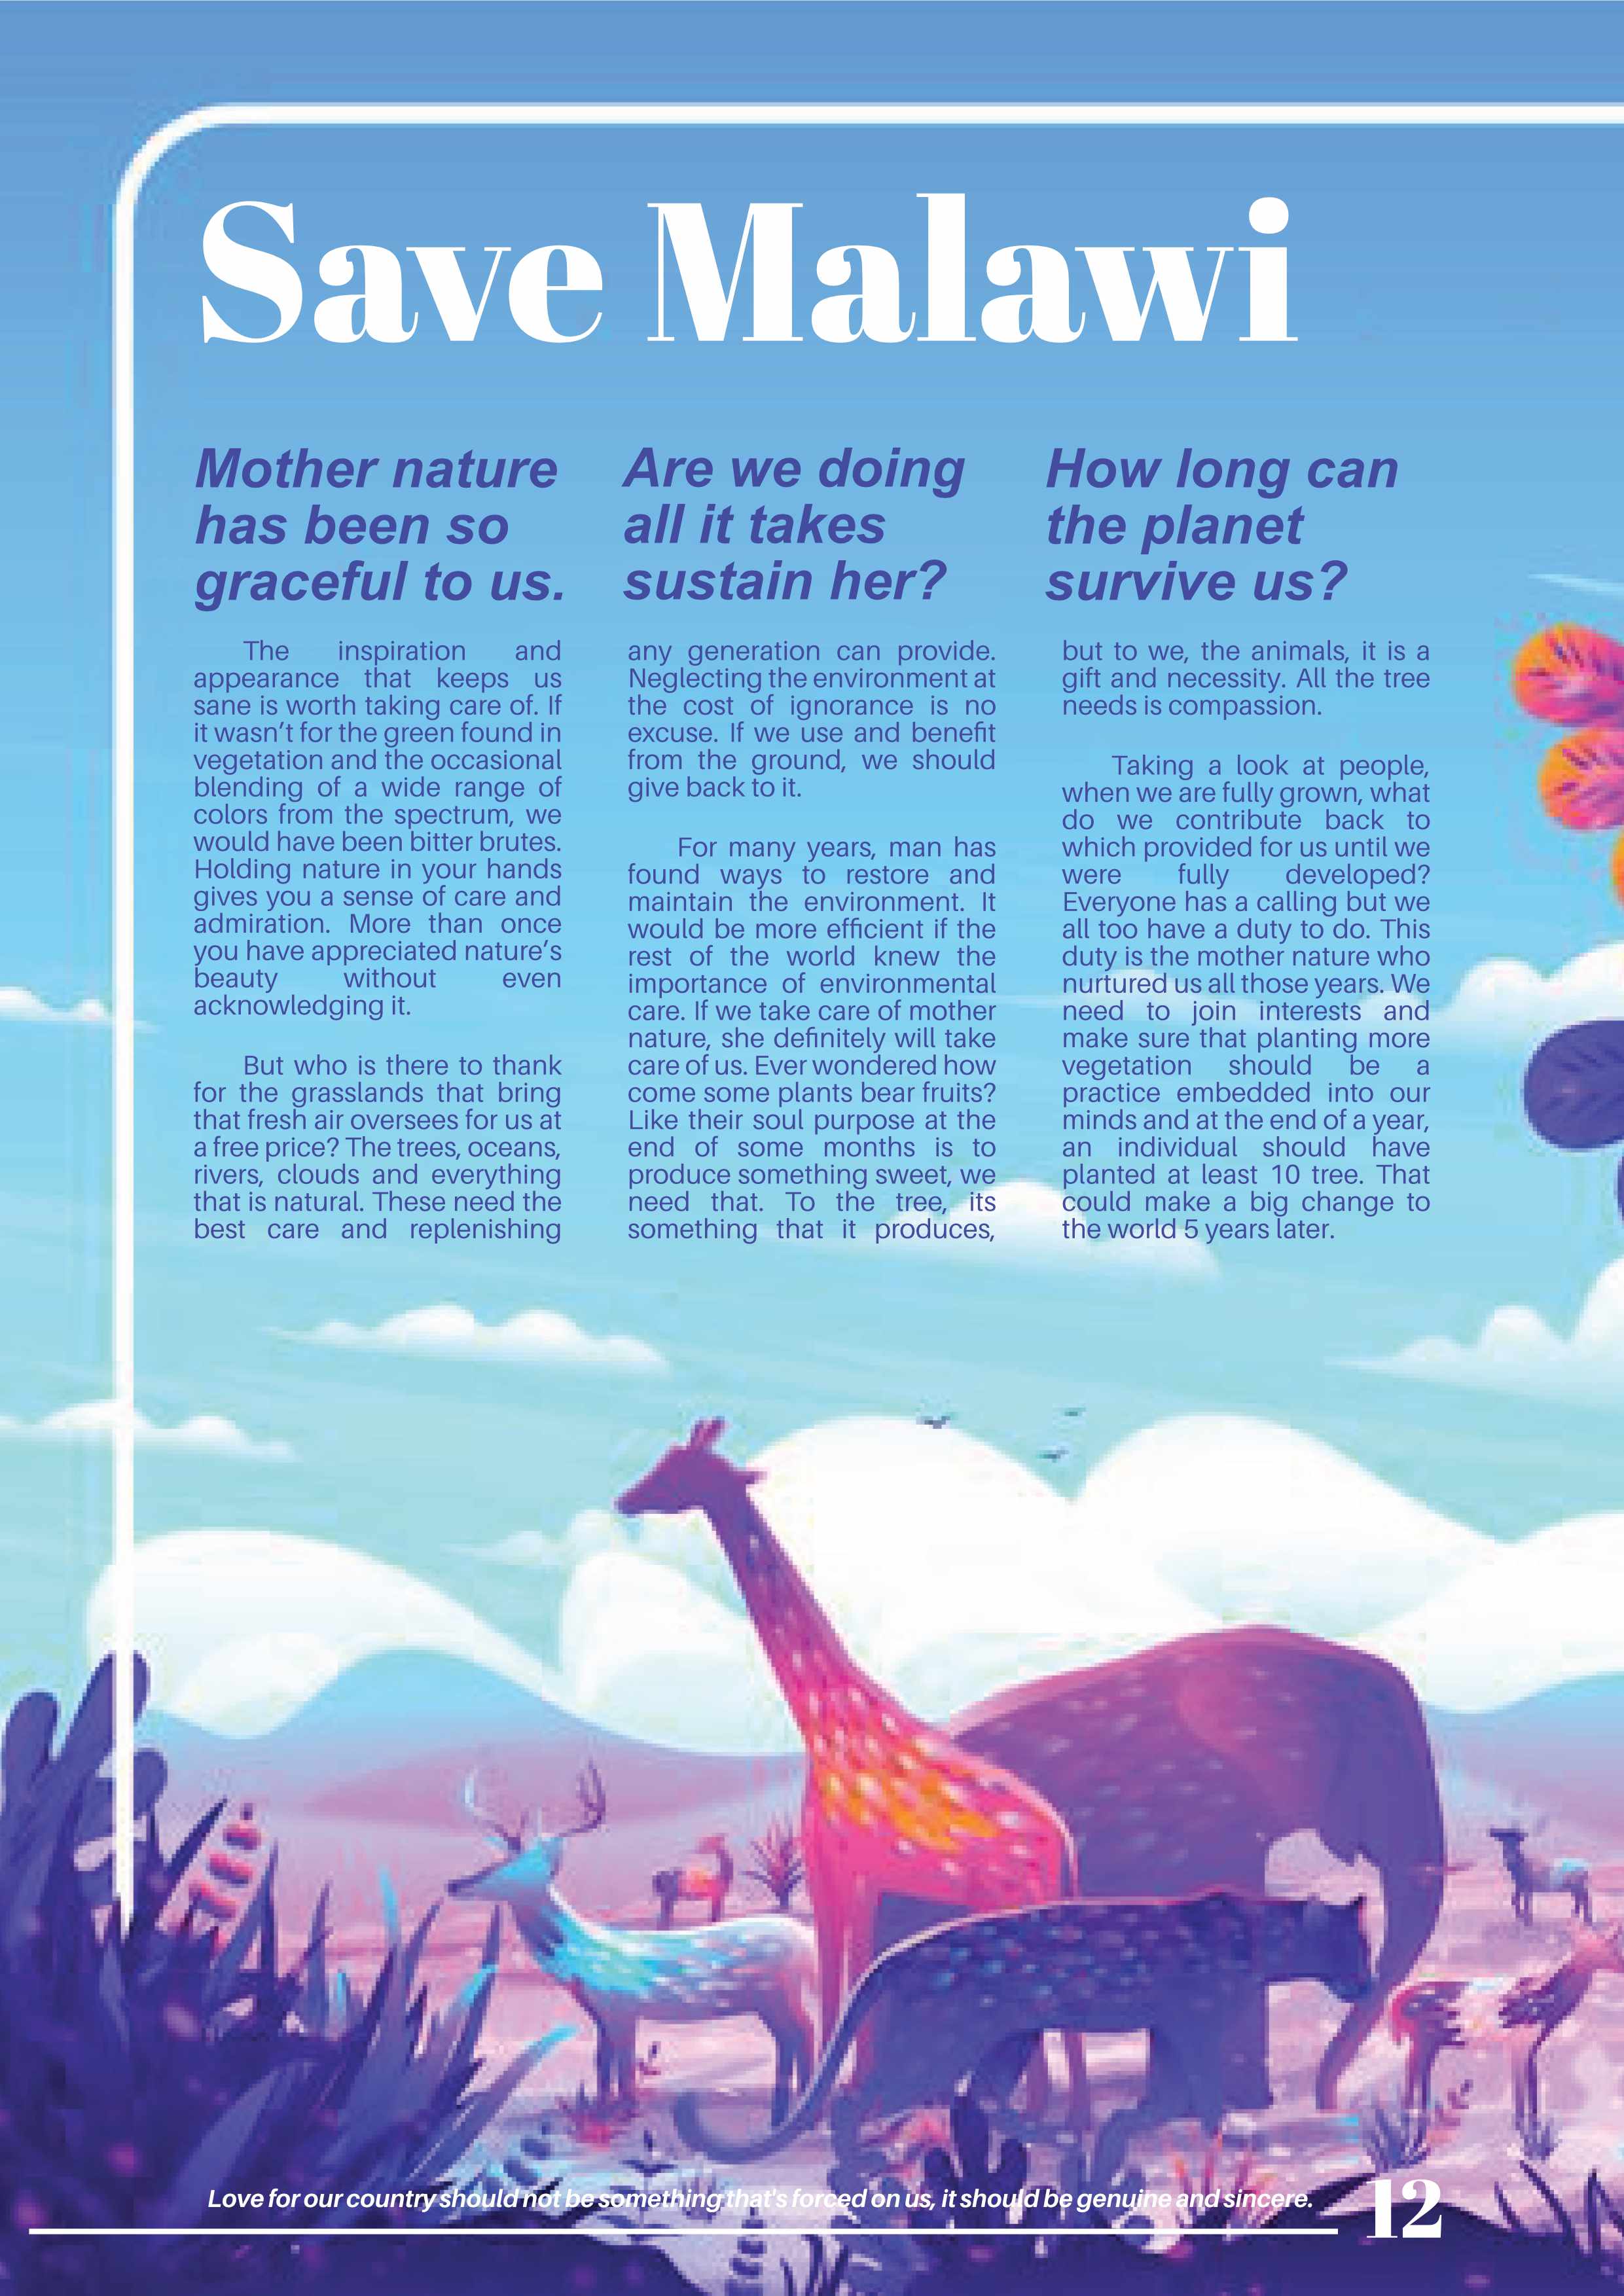 Save Malawi
Mother nature
has been so
graceful to us.
Are we doing
all it takes
sustain her?
How long can
the planet
survive us?
The inspiration and
appearance that keeps us
sane is worth taking care of. If
it wasn't for the green found in
vegetation and the occasional
blending of a wide range of
colors from the spectrum, we
would have been bitter brutes.
Holding nature in your hands
gives you a sense of care and
admiration. More than once
you have appreciated nature's
beauty without even
acknowledging it.
But who is there to thank
for the grasslands that bring
that fresh air oversees for us at
a free price? The trees, oceans,
rivers, clouds and everything
that is natural. These need the
best care and replenishing
any generation can provide.
Neglecting the environment at
the cost of ignorance is no
excuse. If we use and benefit
from the ground, we should
give back to it.
For many years, man has
found ways to restore and
maintain the environment. It
would be more efficient if the
rest of the world knew the
importance of environmental
care. If we take care of mother
nature, she definitely will take
care of us. Ever wondered how
come some plants bear fruits?
Like their soul purpose at the
end of some months is to
produce something sweet, we
need that. To the tree, its
something that it produces,
but to we, the animals, it is a
gift and necessity. All the tree
needs is compassion.
Taking a look at people,
when we are fully grown, what
do we contribute back to
which provided for us until we
were fully developed?
Everyone has a calling but we
all too have a duty to do. This
duty is the mother nature who
nurtured us all those years. We
need to join interests and
make sure that planting more
vegetation should be a
practice embedded into our
minds and at the end of a year,
an individual should have
planted at least 10 tree. That
could make a big change to
the world 5 years later.
Love for our country should not be something that's forced on us, it should be genuine and sincere.
12